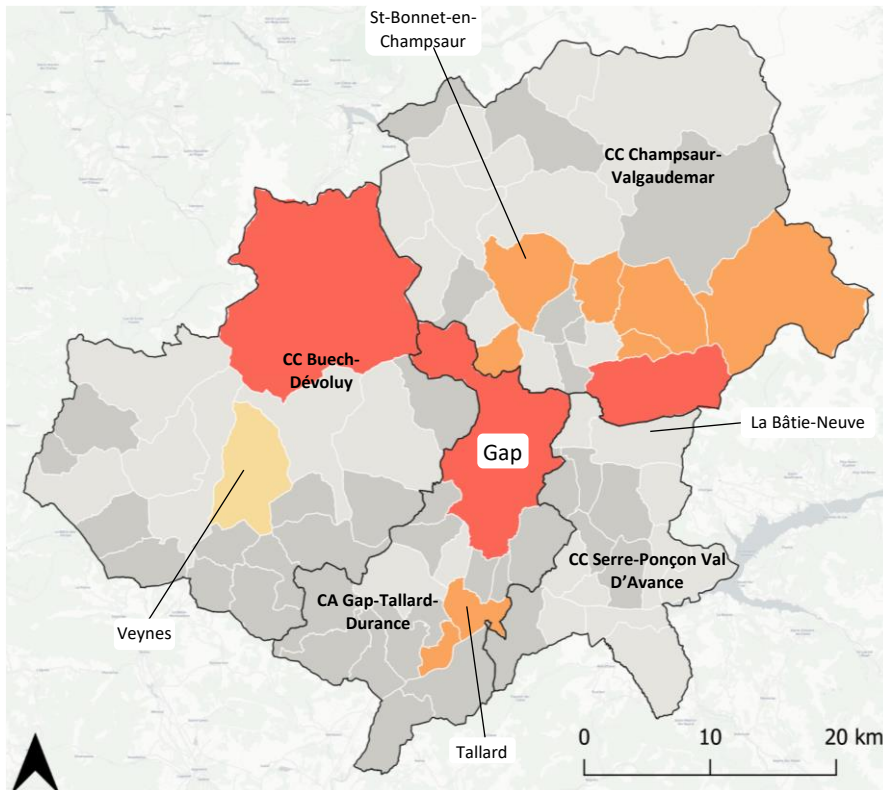 St-Bonnet-en-
Champsaur
CC Champsaur-
Valgaudemar
CC Buech-
Dévoluy
La Bâtie-Neuve
Gap
CC Serre-Ponçon Val
D’Avance
CA Gap-Tallard-
Durance
Veynes
Tallard
0 10 20 km